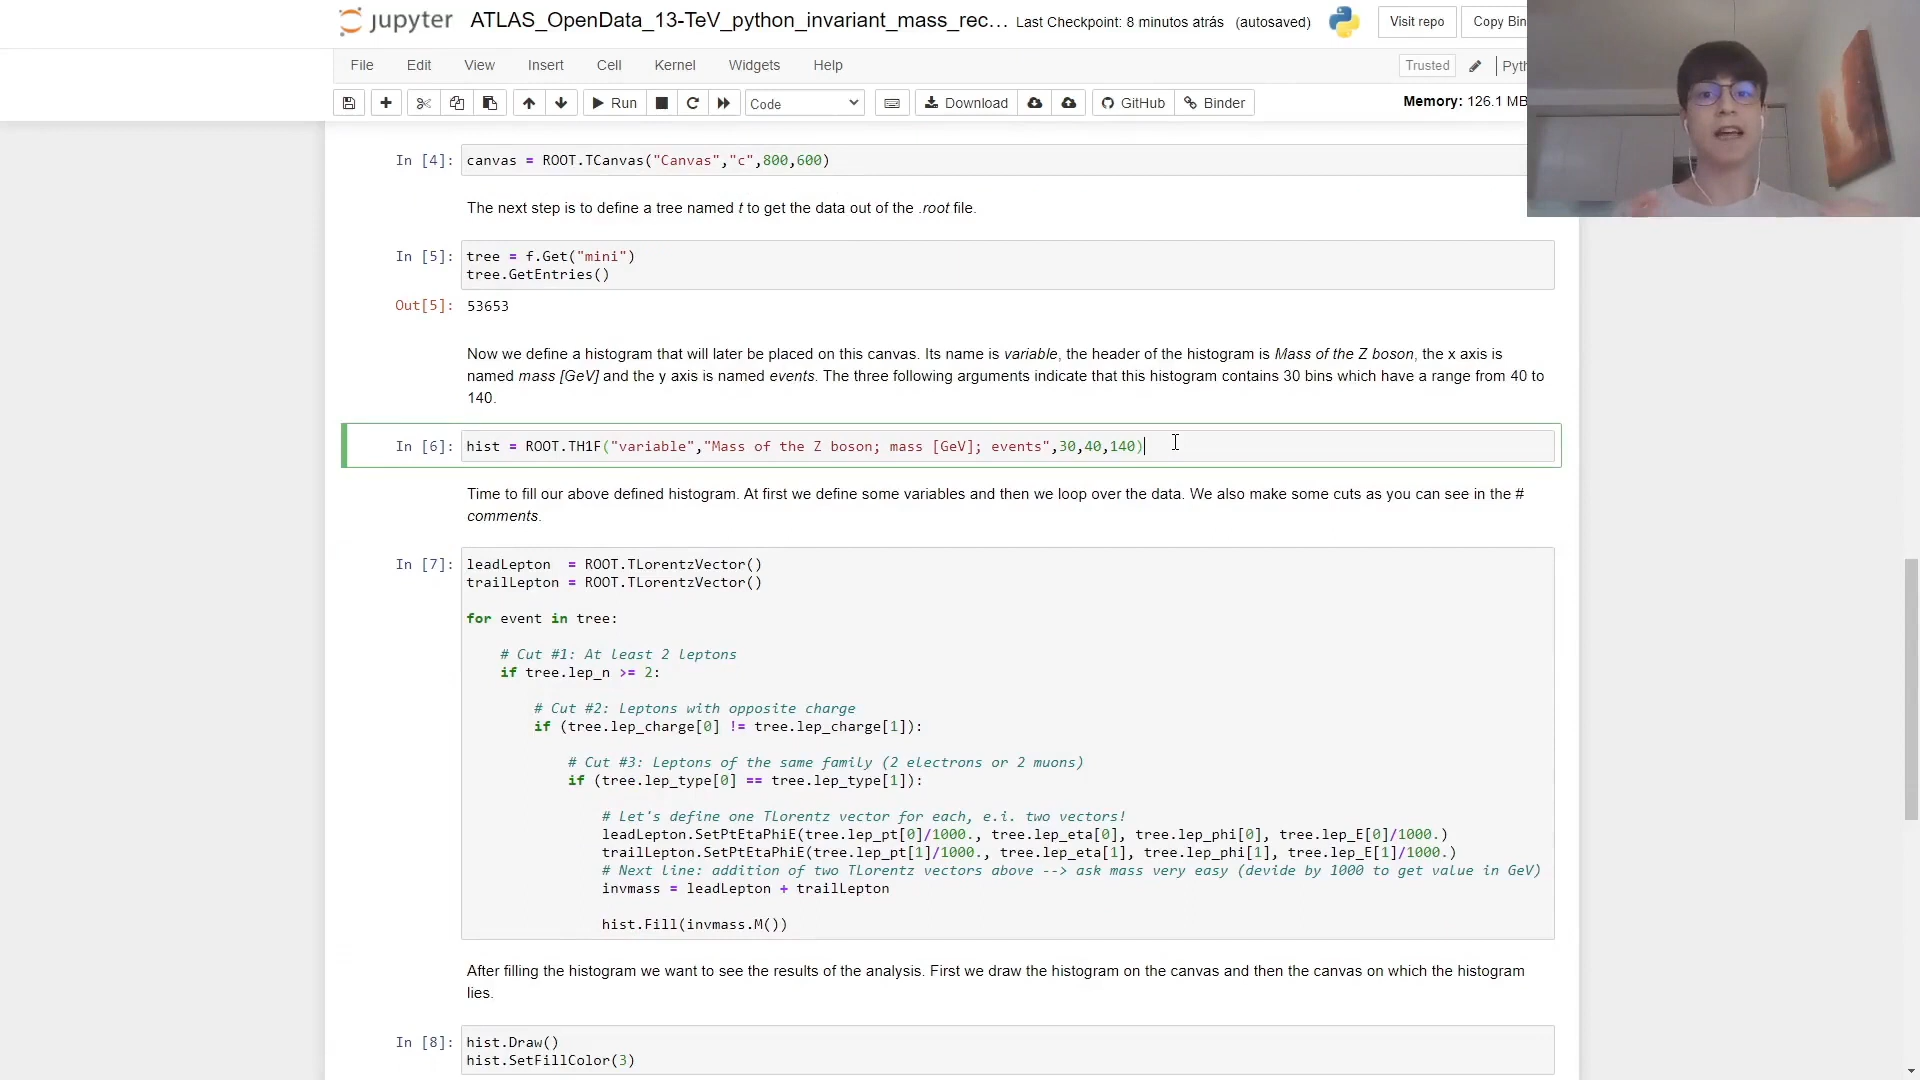 jupyter ATLAS_OpenData_13-TeV_python_invariant_mass_rec... Last Checkpoint: 8 minutos atrás (autosaved) Visit repo Copy Bin
File Edit View Insert Cell Kernel Widgets Help Trusted Pyth
Run Code Download GitHub Binder Memory: 126.1 MB
In [4]: canvas = ROOT.TCanvas("Canvas","c",800,600)
The next step is to define a tree named t to get the data out of the .root file.
In [5]: tree = f.Get("mini")
tree.GetEntries()
Out[5]: 53653
Now we define a histogram that will later be placed on this canvas. Its name is variable, the header of the histogram is Mass of the Z boson, the x axis is
named mass [GeV] and the y axis is named events. The three following arguments indicate that this histogram contains 30 bins which have a range from 40 to
140.
In [6]: hist = ROOT.TH1F("variable","Mass of the Z boson; mass [GeV]; events",30,40,140)
Time to fill our above defined histogram. At first we define some variables and then we loop over the data. We also make some cuts as you can see in the #
comments.
In [7]: leadLepton  = ROOT.TLorentzVector()
trailLepton = ROOT.TLorentzVector()
for event in tree:
# Cut #1: At least 2 leptons
if tree.lep_n >= 2:
# Cut #2: Leptons with opposite charge
if (tree.lep_charge[0] != tree.lep_charge[1]):
# Cut #3: Leptons of the same family (2 electrons or 2 muons)
if (tree.lep_type[0] == tree.lep_type[1]):
# Let's define one TLorentz vector for each, e.i. two vectors!
leadLepton.SetPtEtaPhiE(tree.lep_pt[0]/1000., tree.lep_eta[0], tree.lep_phi[0], tree.lep_E[0]/1000.)
trailLepton.SetPtEtaPhiE(tree.lep_pt[1]/1000., tree.lep_eta[1], tree.lep_phi[1], tree.lep_E[1]/1000.)
# Next line: addition of two TLorentz vectors above --> ask mass very easy (devide by 1000 to get value in GeV)
invmass = leadLepton + trailLepton
hist.Fill(invmass.M())
After filling the histogram we want to see the results of the analysis. First we draw the histogram on the canvas and then the canvas on which the histogram
lies.
In [8]: hist.Draw()
hist.SetFillColor(3)